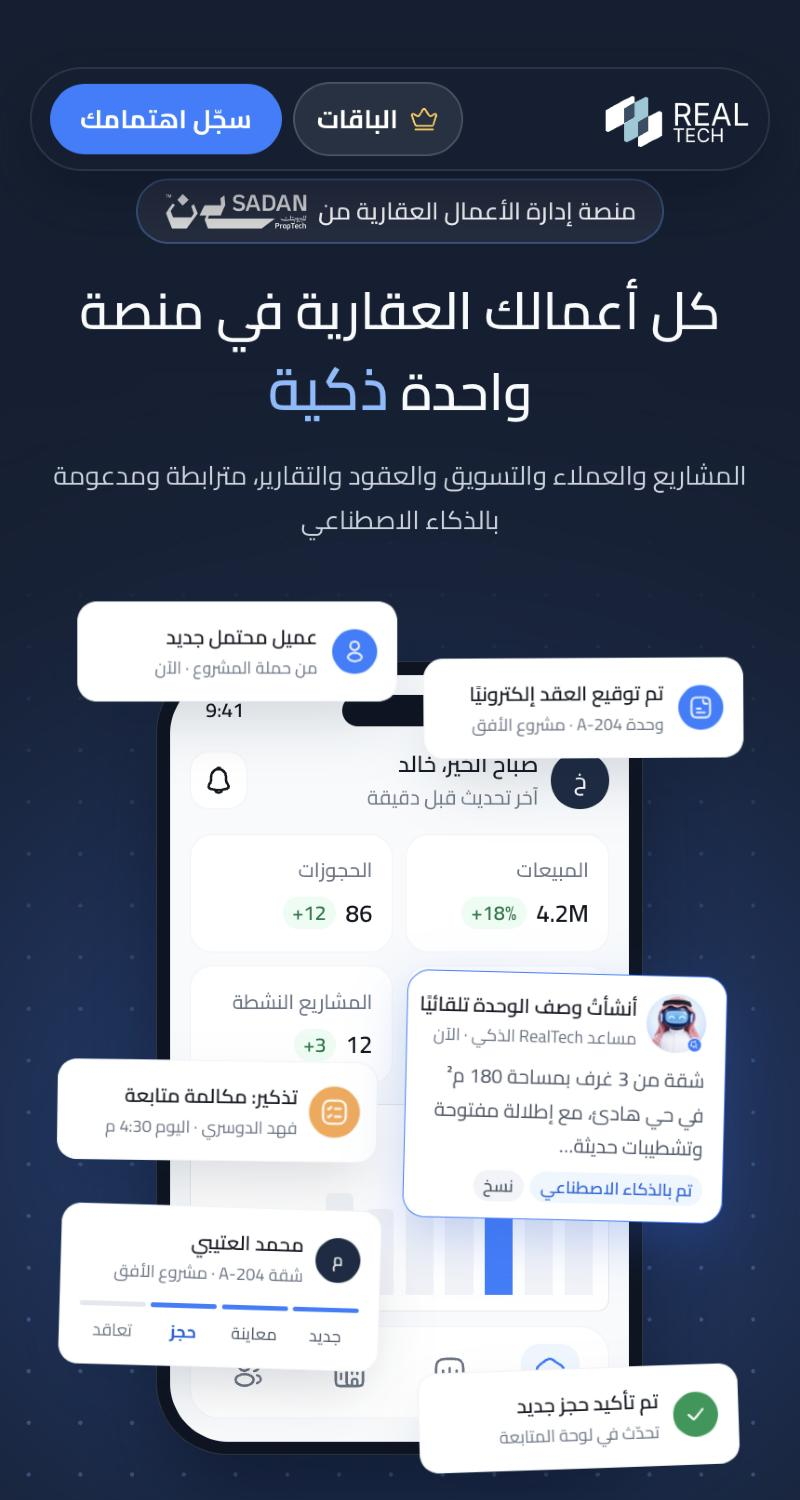 REAL
TECH
الباقات
سجّل اهتمامك
منصة إدارة الأعمال العقارية من SADAN
PropTech
كل أعمالك العقارية في منصة
واحدة ذكية
المشاريع والعملاء والتسويق والعقود والتقارير، مترابطة ومدعومة
بالذكاء الاصطناعي
عميل محتمل جديد
من حملة المشروع · الآن
تم توقيع العقد إلكترونيًا
وحدة A-204 · مشروع الأفق
9:41
خ
صباح الخير، خالد
آخر تحديث قبل دقيقة
المبيعات
4.2M +18%
الحجوزات
86 +12
المشاريع النشطة
12 +3
أنشأتُ وصف الوحدة تلقائيًا
مساعد RealTech الذكي · الآن
شقة من 3 غرف بمساحة 180 م²
في حي هادئ، مع إطلالة مفتوحة
وتشطيبات حديثة...
تم بالذكاء الاصطناعي
نسخ
تذكير: مكالمة متابعة
فهد الدوسري · اليوم 4:30 م
م
محمد العتيبي
شقة A-204 · مشروع الأفق
جديد معاينة حجز تعاقد
تم تأكيد حجز جديد
تحدّث في لوحة المتابعة